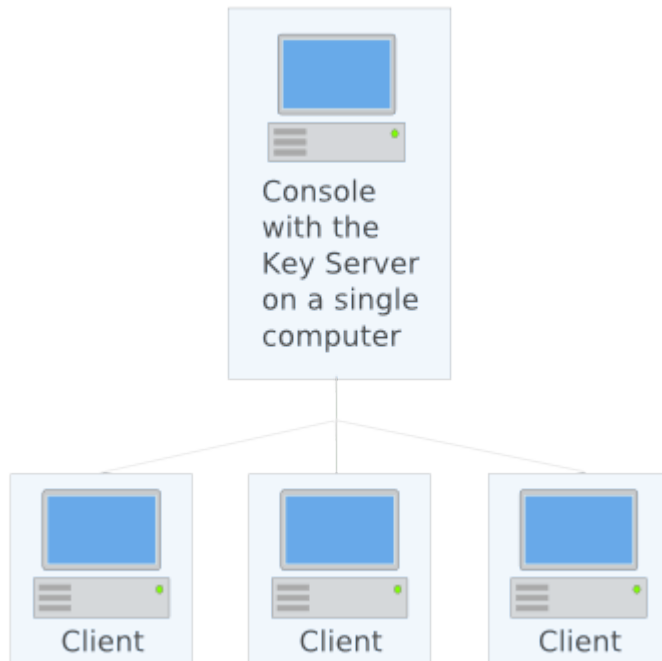 Console
with the
Key Server
on a single
computer
Client
Client
Client